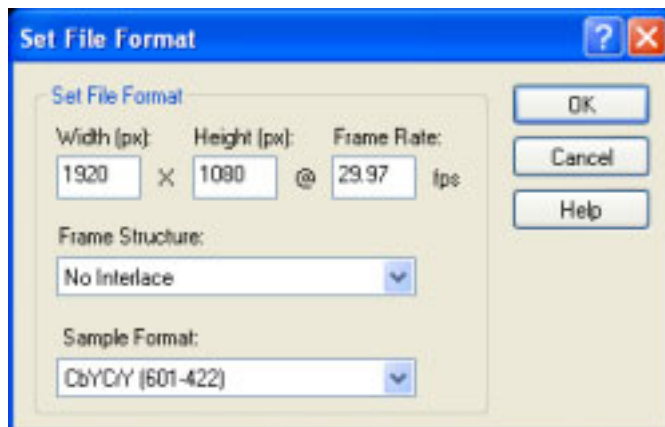 Set File Format
Set File Format
Width (px): Height (px): Frame Rate:
1920 X 1080 @ 29.97 fps
Frame Structure:
No Interlace
Sample Format:
CbYCrY (601-422)
OK
Cancel
Help